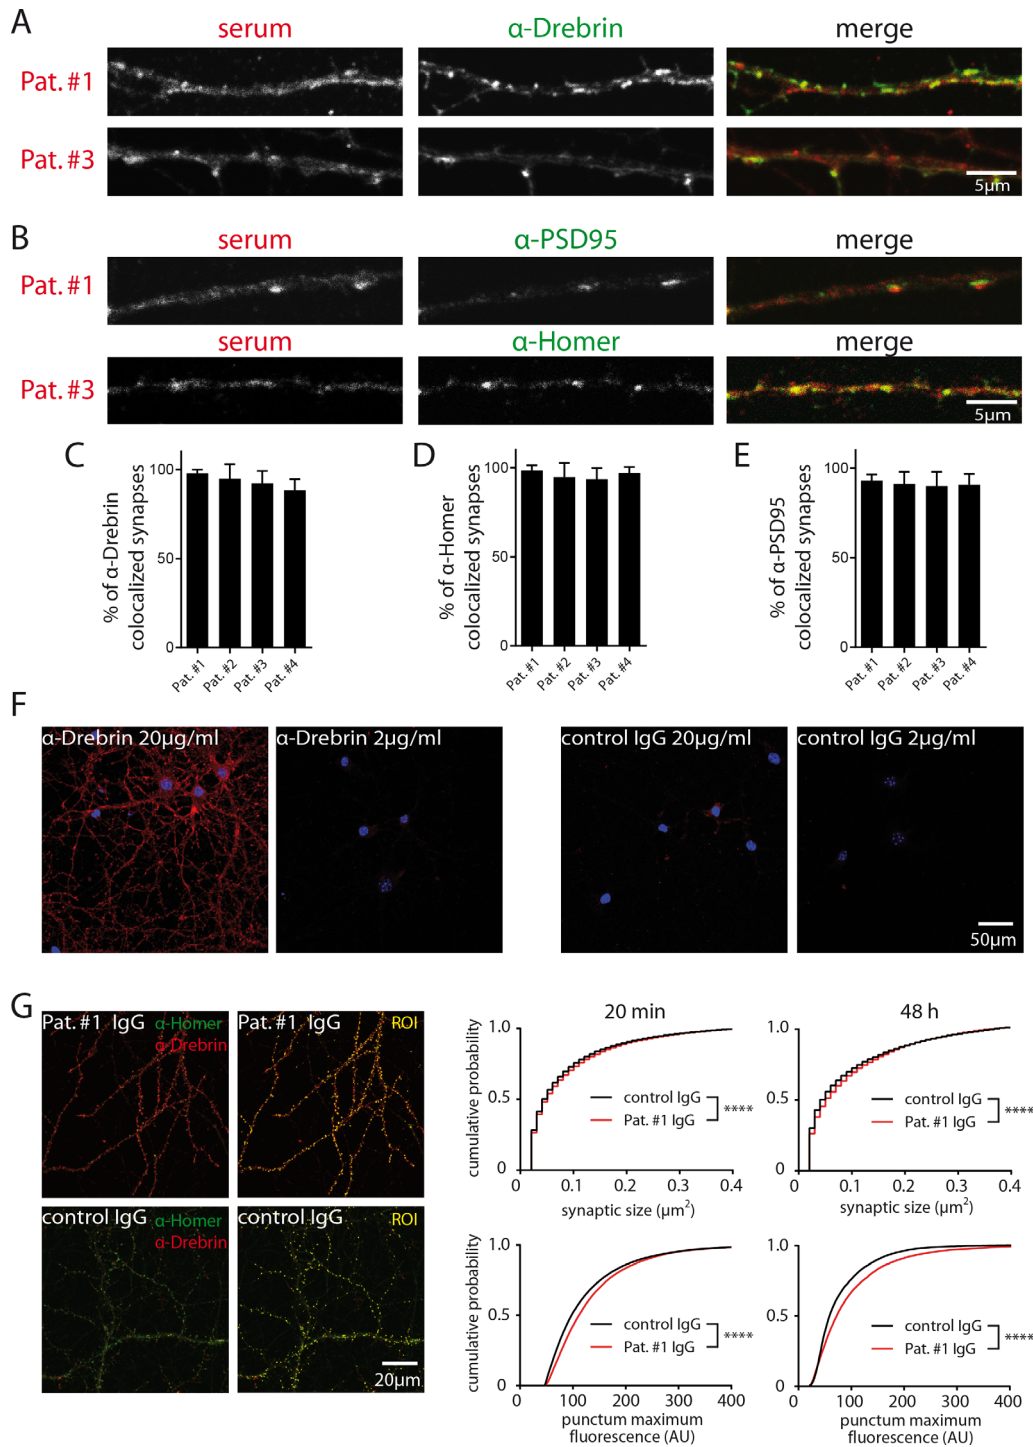 A
serum α-Drebrin merge
Pat. #1
Pat. #3
5µm
B
serum α-PSD95 merge
Pat. #1
serum α-Homer merge
Pat. #3
5µm
C
% of α-Drebrin
colocalized synapses
100
50
0
Pat. #1 Pat. #2 Pat. #3 Pat. #4
D
% of α-Homer
colocalized synapses
100
50
0
Pat. #1 Pat. #2 Pat. #3 Pat. #4
E
% of α-PSD95
colocalized synapses
100
50
0
Pat. #1 Pat. #2 Pat. #3 Pat. #4
F
α-Drebrin 20µg/ml α-Drebrin 2µg/ml control IgG 20µg/ml control IgG 2µg/ml
50µm
G
Pat. #1 IgG α-Homer
α-Drebrin
Pat. #1 IgG ROI
control IgG α-Homer
α-Drebrin
control IgG ROI
20µm
20 min
cumulative probability
1.0
0.5
0
control IgG
Pat. #1 IgG
****
0 0.1 0.2 0.3 0.4
synaptic size (µm²)
48 h
1.0
0.5
0
control IgG
Pat. #1 IgG
****
0 0.1 0.2 0.3 0.4
synaptic size (µm²)
cumulative probability
1.0
0.5
0
control IgG
Pat. #1 IgG
****
0 100 200 300 400
punctum maximum
fluorescence (AU)
1.0
0.5
0
control IgG
Pat. #1 IgG
****
0 100 200 300 400
punctum maximum
fluorescence (AU)